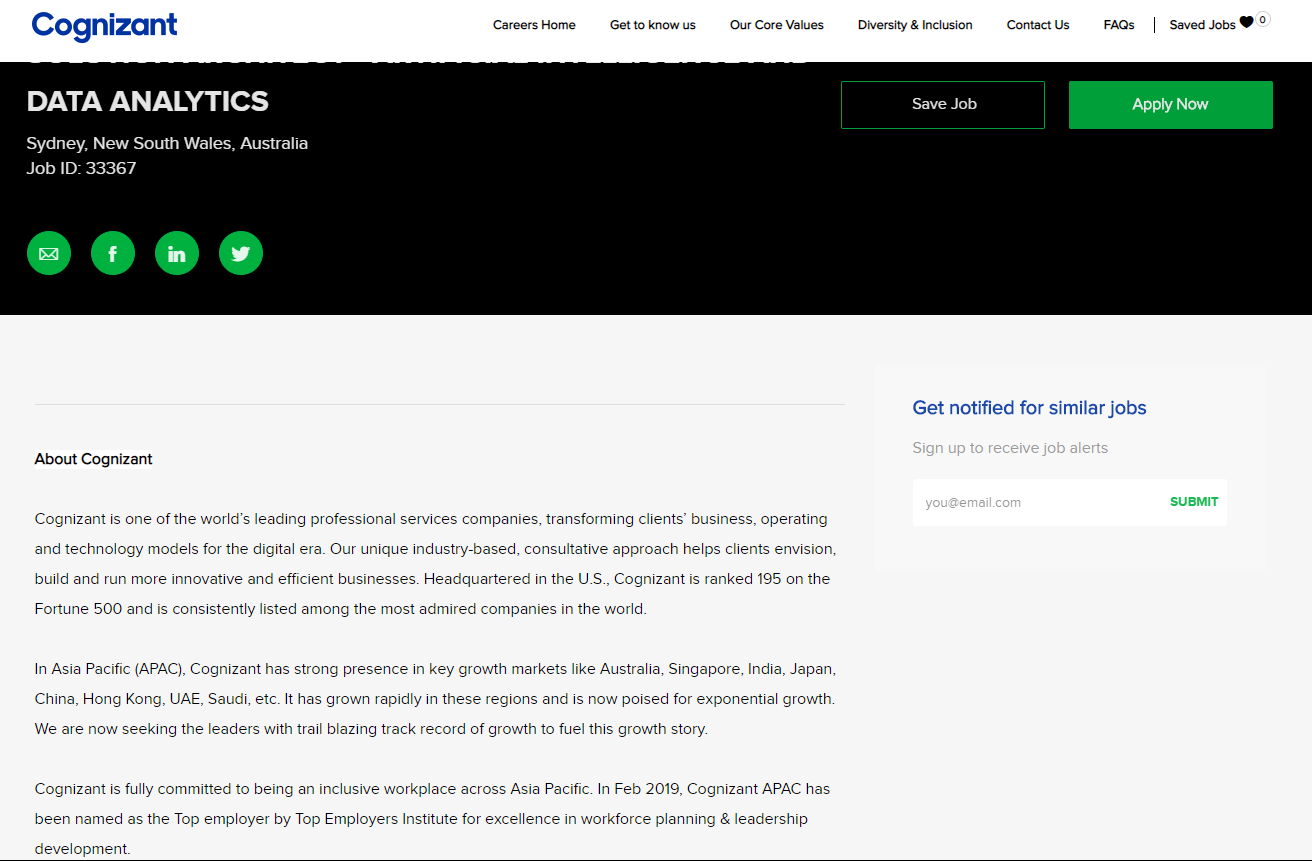 Cognizant
Careers Home Get to know us Our Core Values Diversity & Inclusion Contact Us FAQs Saved Jobs 0
DATA ANALYTICS
Sydney, New South Wales, Australia
Job ID: 33367
Save Job
Apply Now
Get notified for similar jobs
Sign up to receive job alerts
you@email.com SUBMIT
About Cognizant
Cognizant is one of the world’s leading professional services companies, transforming clients’ business, operating
and technology models for the digital era. Our unique industry-based, consultative approach helps clients envision,
build and run more innovative and efficient businesses. Headquartered in the U.S., Cognizant is ranked 195 on the
Fortune 500 and is consistently listed among the most admired companies in the world.
In Asia Pacific (APAC), Cognizant has strong presence in key growth markets like Australia, Singapore, India, Japan,
China, Hong Kong, UAE, Saudi, etc. It has grown rapidly in these regions and is now poised for exponential growth.
We are now seeking the leaders with trail blazing track record of growth to fuel this growth story.
Cognizant is fully committed to being an inclusive workplace across Asia Pacific. In Feb 2019, Cognizant APAC has
been named as the Top employer by Top Employers Institute for excellence in workforce planning & leadership
development.